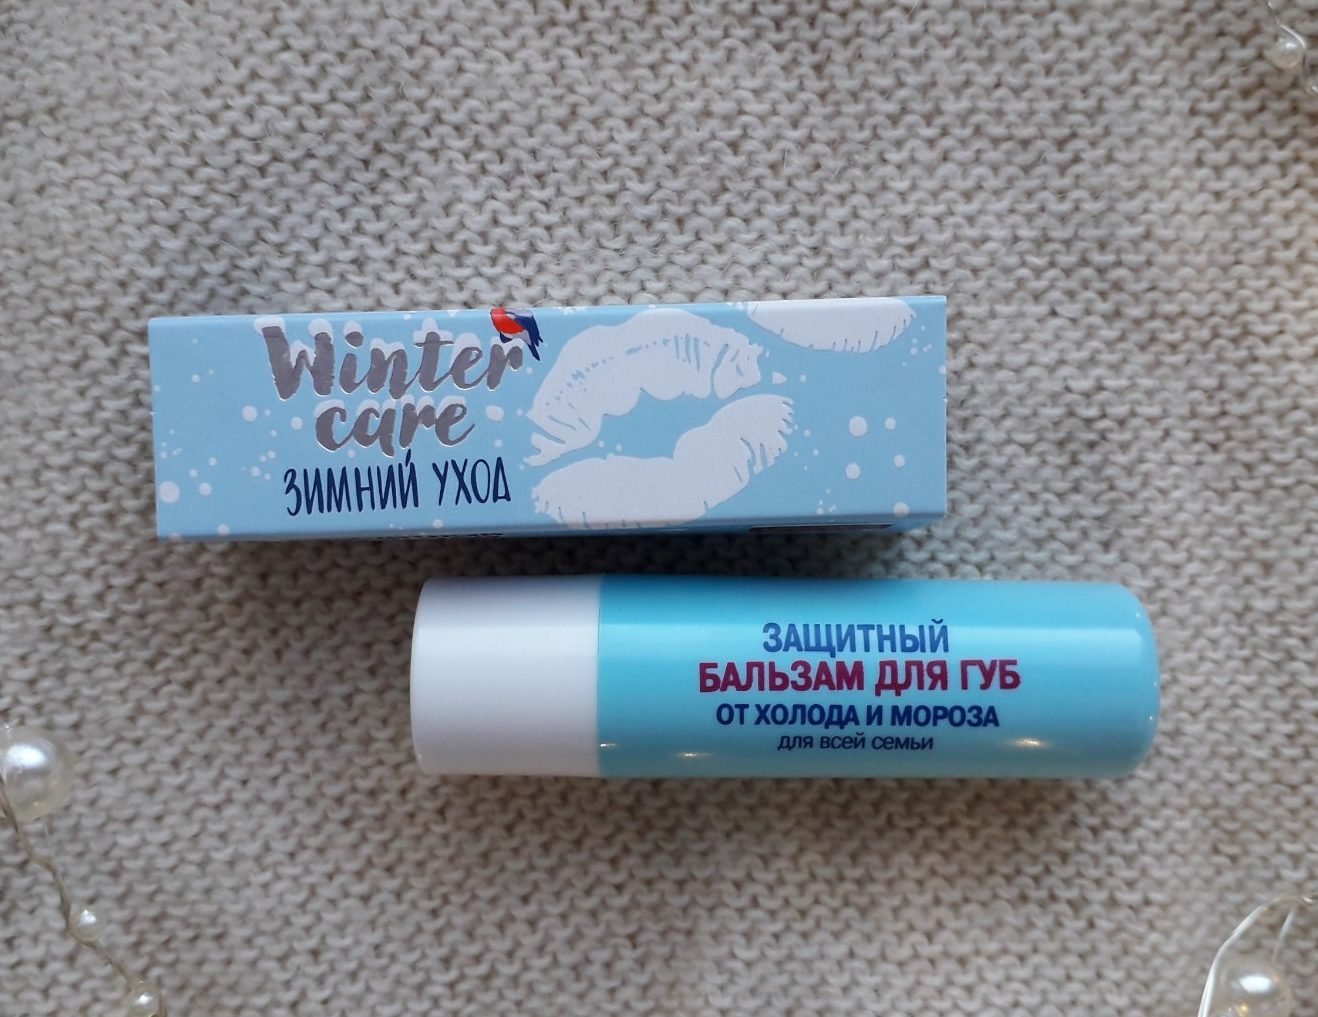 Winter
care
ЗИМНИЙ УХОД
ЗАЩИТНЫЙ
БАЛЬЗАМ ДЛЯ ГУБ
ОТ ХОЛОДА И МОРОЗА
для всей семьи